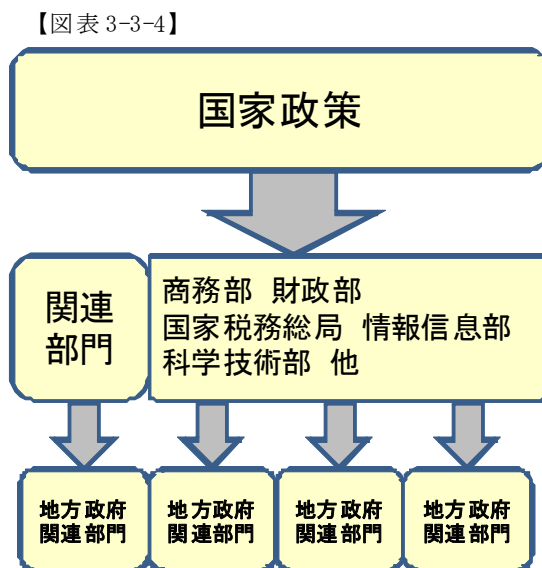 【図表 3-3-4】
国家政策
関連
部門
商務部 財政部
国家税務総局 情報信息部
科学技術部 他
地方政府
関連部門
地方政府
関連部門
地方政府
関連部門
地方政府
関連部門